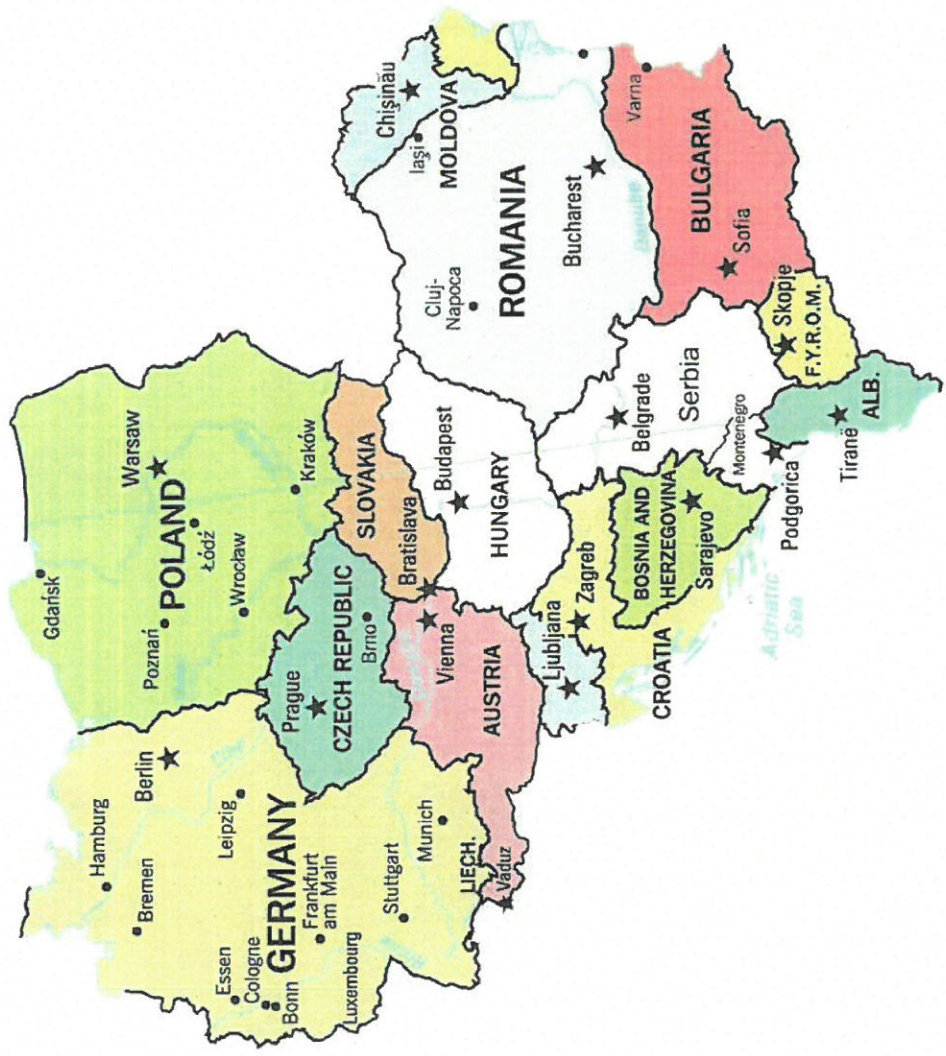 Gdańsk
Hamburg
Bremen
Poznań
Berlin
Warsaw
POLAND
Łódź
Essen
Cologne
Bonn
Leipzig
Wrocław
GERMANY
Frankfurt
am Main
Prague
Kraków
Luxembourg
CZECH REPUBLIC
Brno
SLOVAKIA
Stuttgart
Munich
Vienna
Bratislava
LIECH.
Vaduz
AUSTRIA
Budapest
HUNGARY
Chişinău
Iaşi
MOLDOVA
Cluj-
Napoca
ROMANIA
Bucharest
Ljubljana
Zagreb
CROATIA
BOSNIA AND
HERZEGOVINA
Sarajevo
Belgrade
Serbia
Danube
Varna
BULGARIA
Sofia
Montenegro
Podgorica
Skopje
F.Y.R.O.M.
Tiranë
ALB.
Adriatic
Sea